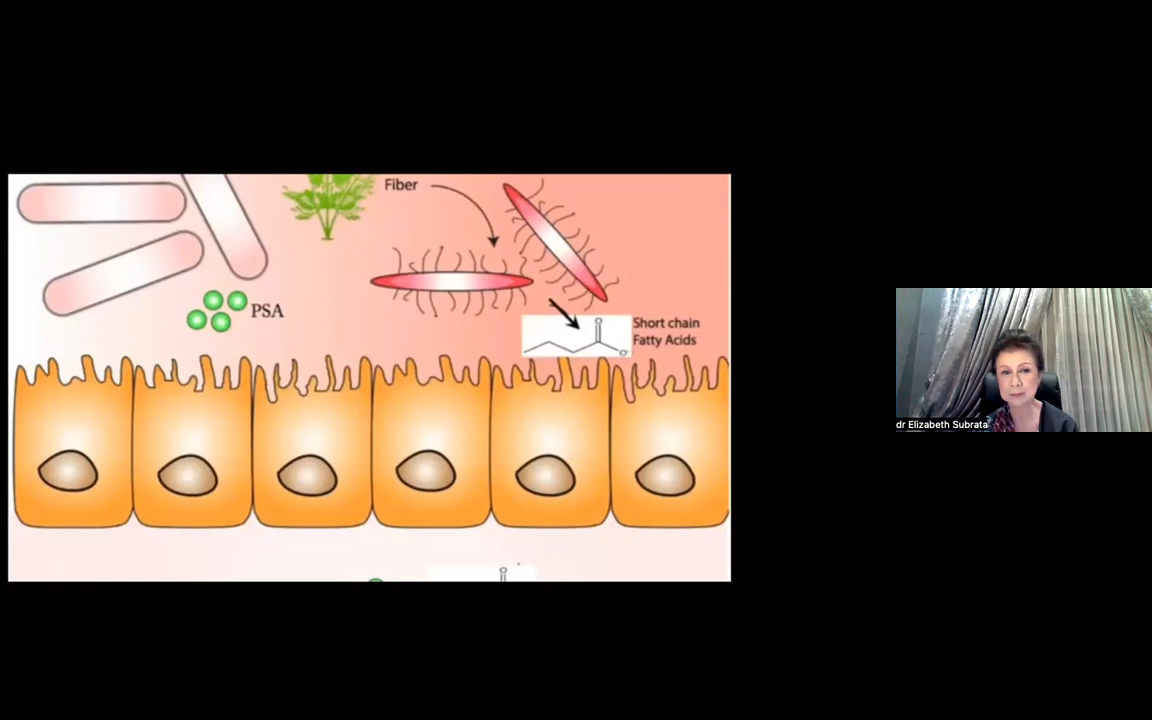 Fiber
PSA
Short chain
Fatty Acids
dr Elizabeth Subrata